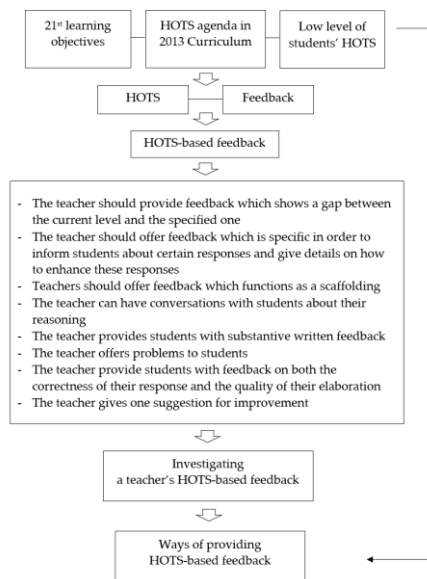 21st learning
objectives
HOTS agenda in
2013 Curriculum
Low level of
students' HOTS
HOTS
Feedback
HOTS-based feedback
- The teacher should provide feedback which shows a gap between
the current level and the specified one
- The teacher should offer feedback which is specific in order to
inform students about certain responses and give details on how
to enhance these responses
- Teachers should offer feedback which functions as a scaffolding
- The teacher can have conversations with students about their
reasoning
- The teacher provides students with substantive written feedback
- The teacher offers problems to students
- The teacher provide students with feedback on both the
correctness of their response and the quality of their elaboration
- The teacher gives one suggestion for improvement
Investigating
a teacher's HOTS-based feedback
Ways of providing
HOTS-based feedback